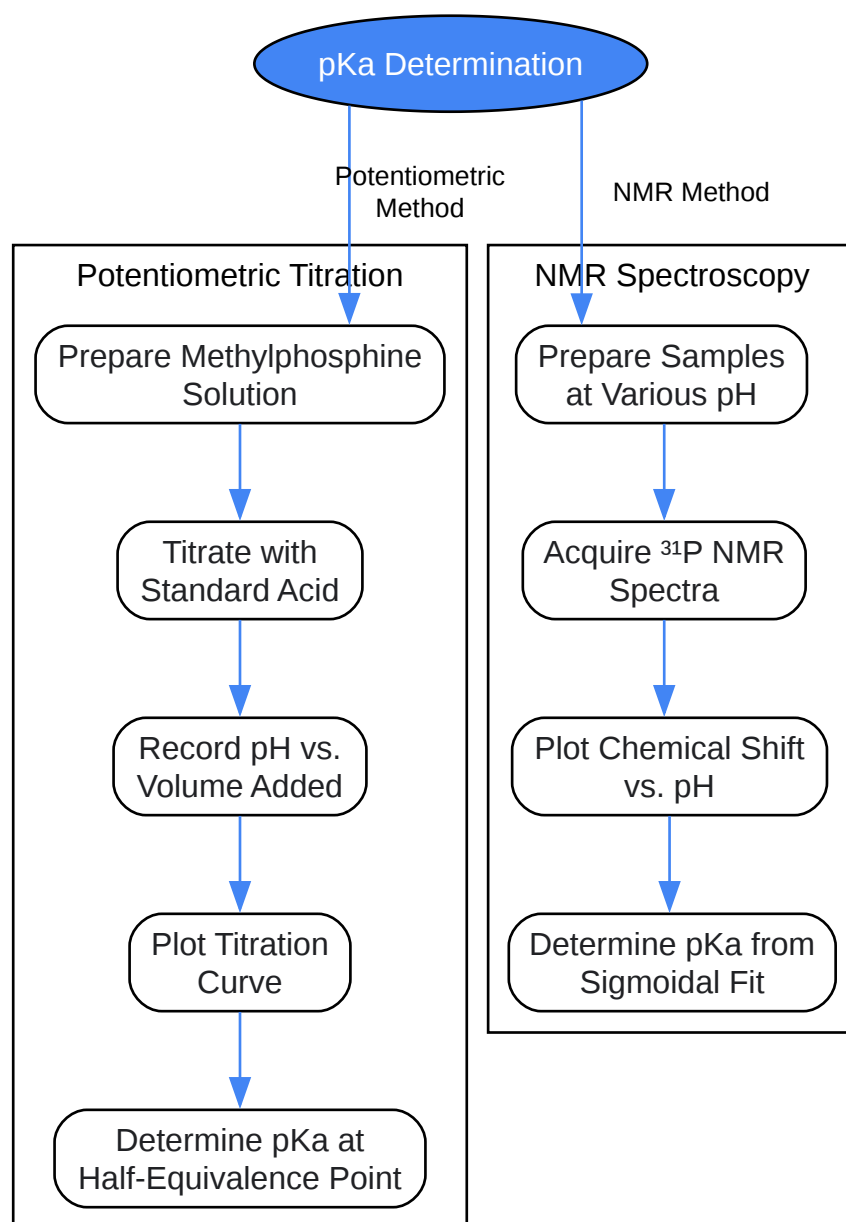 pKa Determination
Potentiometric
Method
NMR Method
Potentiometric Titration
Prepare Methylphosphine
Solution
Titrate with
Standard Acid
Record pH vs.
Volume Added
Plot Titration
Curve
Determine pKa at
Half-Equivalence Point
NMR Spectroscopy
Prepare Samples
at Various pH
Acquire ³¹P NMR
Spectra
Plot Chemical Shift
vs. pH
Determine pKa from
Sigmoidal Fit